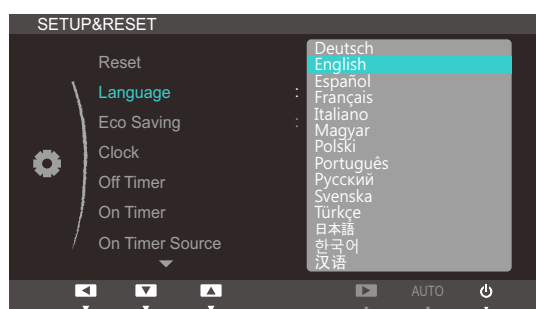 SETUP&RESET
Reset
Language :
Eco Saving :
Clock
Off Timer
On Timer
On Timer Source
Deutsch
English
Español
Français
Italiano
Magyar
Polski
Português
Русский
Svenska
Türkçe
日本語
한국어
汉语
AUTO